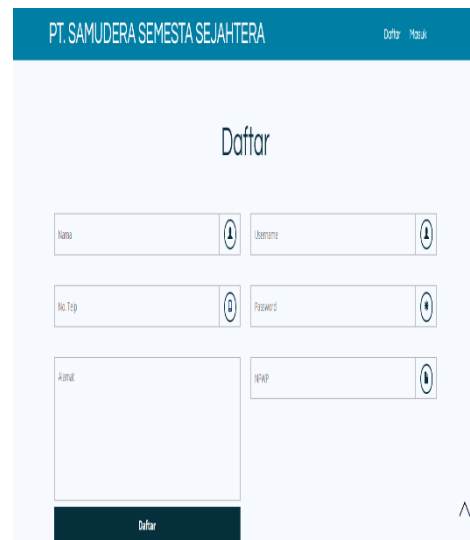 PT. SAMUDERA SEMESTA SEJAHTERA
Daftar Masuk
Daftar
Nama
Username
No. Telp
Password
Alamat
NPWP
Daftar